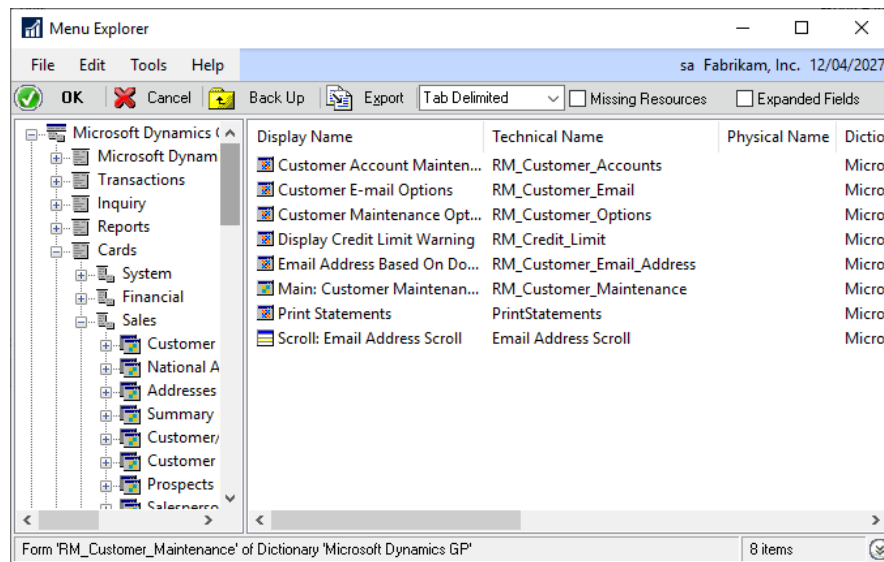 Menu Explorer
File Edit Tools Help sa Fabrikam, Inc. 12/04/2027
OK Cancel Back Up Export Tab Delimited Missing Resources Expanded Fields
Microsoft Dynamics (
Microsoft Dynam
Transactions
Inquiry
Reports
Cards
System
Financial
Sales
Customer
National A
Addresses
Summary
Customer/
Customer
Prospects
Salesperso
Display Name Technical Name Physical Name Dictio
Customer Account Mainten... RM_Customer_Accounts Micro
Customer E-mail Options RM_Customer_Email Micro
Customer Maintenance Opt... RM_Customer_Options Micro
Display Credit Limit Warning RM_Credit_Limit Micro
Email Address Based On Do... RM_Customer_Email_Address Micro
Main: Customer Maintenan... RM_Customer_Maintenance Micro
Print Statements PrintStatements Micro
Scroll: Email Address Scroll Email Address Scroll Micro
Form 'RM_Customer_Maintenance' of Dictionary 'Microsoft Dynamics GP' 8 items